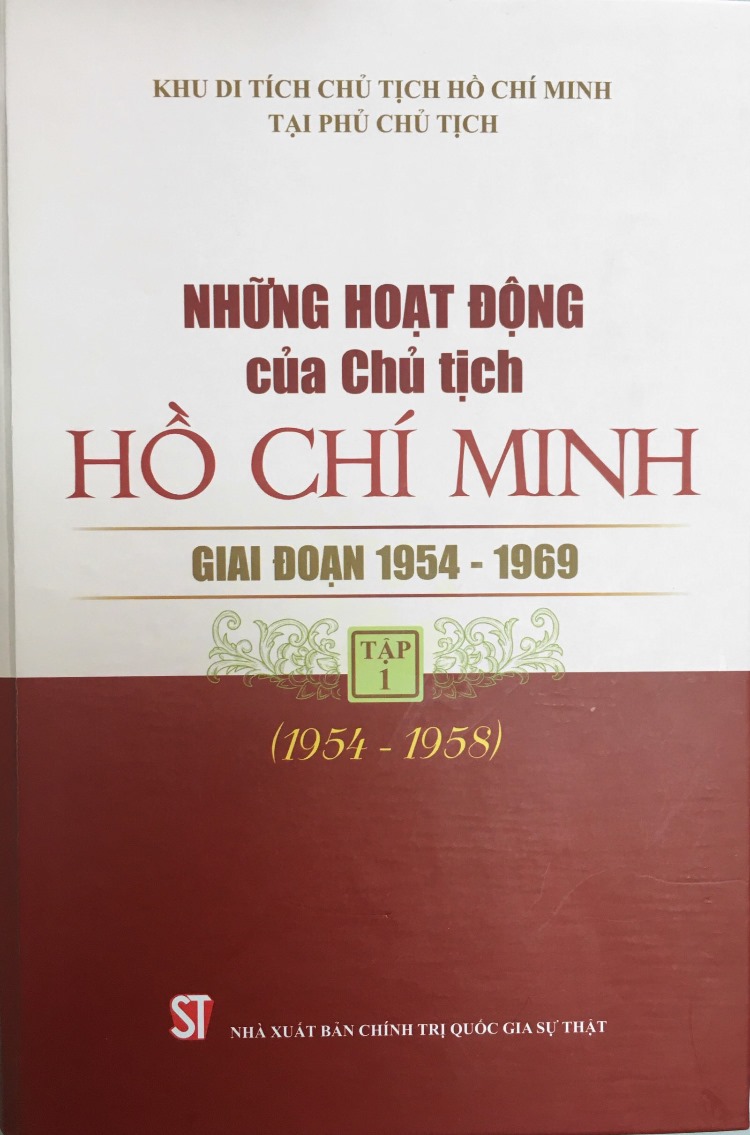 KHU DI TÍCH CHỦ TỊCH HỒ CHÍ MINH
TẠI PHỦ CHỦ TỊCH
NHỮNG HOẠT ĐỘNG
của Chủ tịch
HỒ CHÍ MINH
GIAI ĐOẠN 1954 - 1969
TẬP
1
(1954 - 1958)
ST
NHÀ XUẤT BẢN CHÍNH TRỊ QUỐC GIA SỰ THẬT